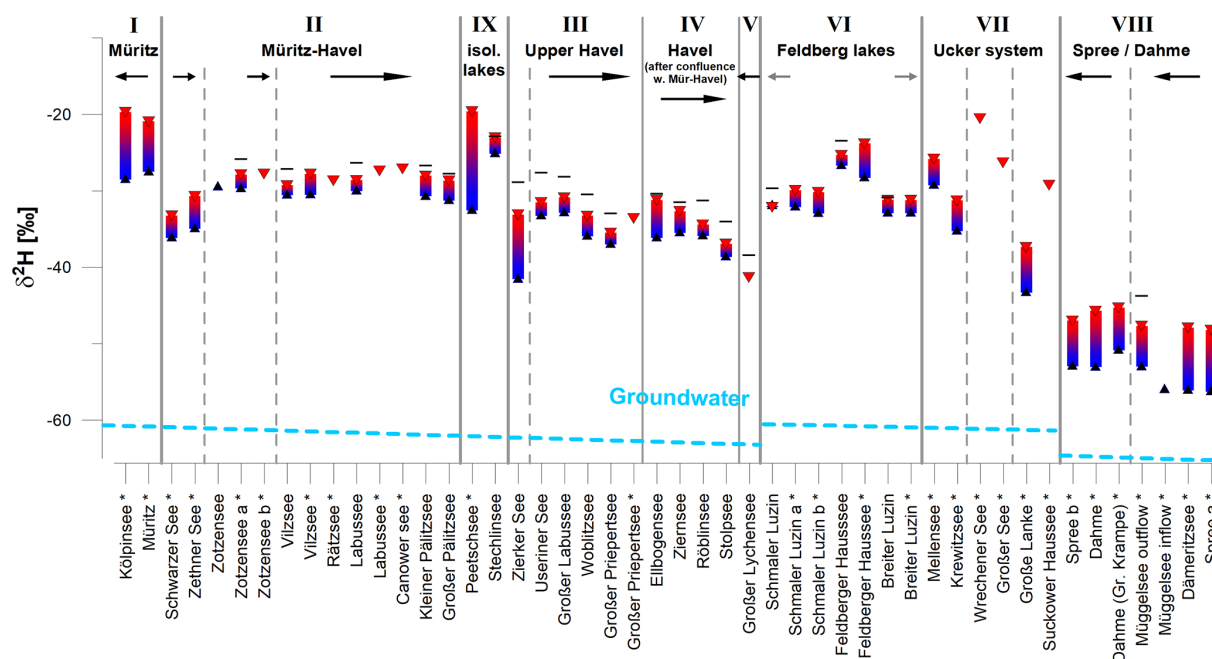 I
II
IX
III
IV
V
VI
VII
VIII
Müritz
Müritz-Havel
isol.
lakes
Upper Havel
Havel
(after confluence
w. Mür-Havel)
Feldberg lakes
Ucker system
Spree / Dahme
δ²H [‰]
-20
-40
-60
Groundwater
Kölpinsee *
Müritz *
Schwarzer See
Zethner See *
Zotzensee
Zotzensee a *
Zotzensee b *
Vilzsee
Vilzsee *
Rätzsee *
Labussee
Labussee *
Canower see *
Kleiner Pälitzsee
Großer Pälitzsee
Peetschsee *
Stechlinsee
Zierker See
Useriner See
Großer Labussee
Woblitzsee
Großer Priepertsee
Großer Priepertsee *
Ellbogensee
Ziernsee
Röblinsee
Stolpsee
Großer Lychensee
Schmaler Luzin
Schmaler Luzin a *
Schmaler Luzin b *
Feldberger Haussee
Feldberger Haussee *
Breiter Luzin
Breiter Luzin *
Mellensee *
Krewitzsee *
Wrechener See *
Großer See *
Große Lanke *
Suckower Haussee *
Spree b *
Dahme *
Dahme (Gr. Krampe) *
Müggelsee outflow *
Müggelsee inflow *
Dämeritzsee *
Spree a *